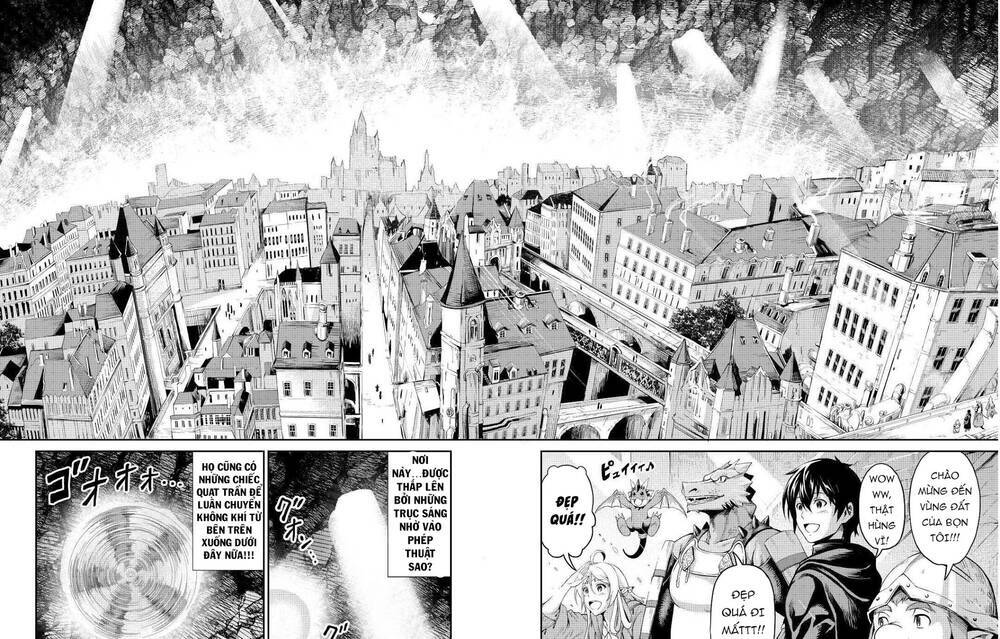 CHÀO
MỪNG ĐẾN
VÙNG ĐẤT
CỦA BỌN
TÔI!!!
WOW
WW,
THẬT
HÙNG
VĨ!
ピュイィィ♪
ĐẸP
QUÁ!!
ĐẸP
QUÁ ĐI
MẤTTT!!
NƠI
NÀY...ĐƯỢC
THÁP LÊN
BỞI NHỮNG
TRỤC SÁNG
NHỜ VÀO
PHÉP
THUẬT
SAO?
HỌ CŨNG CÓ
NHỮNG CHIẾC
QUẠT TRẦN ĐỂ
LUÂN CHUYỂN
KHÔNG KHÍ TỪ
BÊN TRÊN
XUỐNG DƯỚI
ĐÂY NỮA!!!
ゴオオオ...